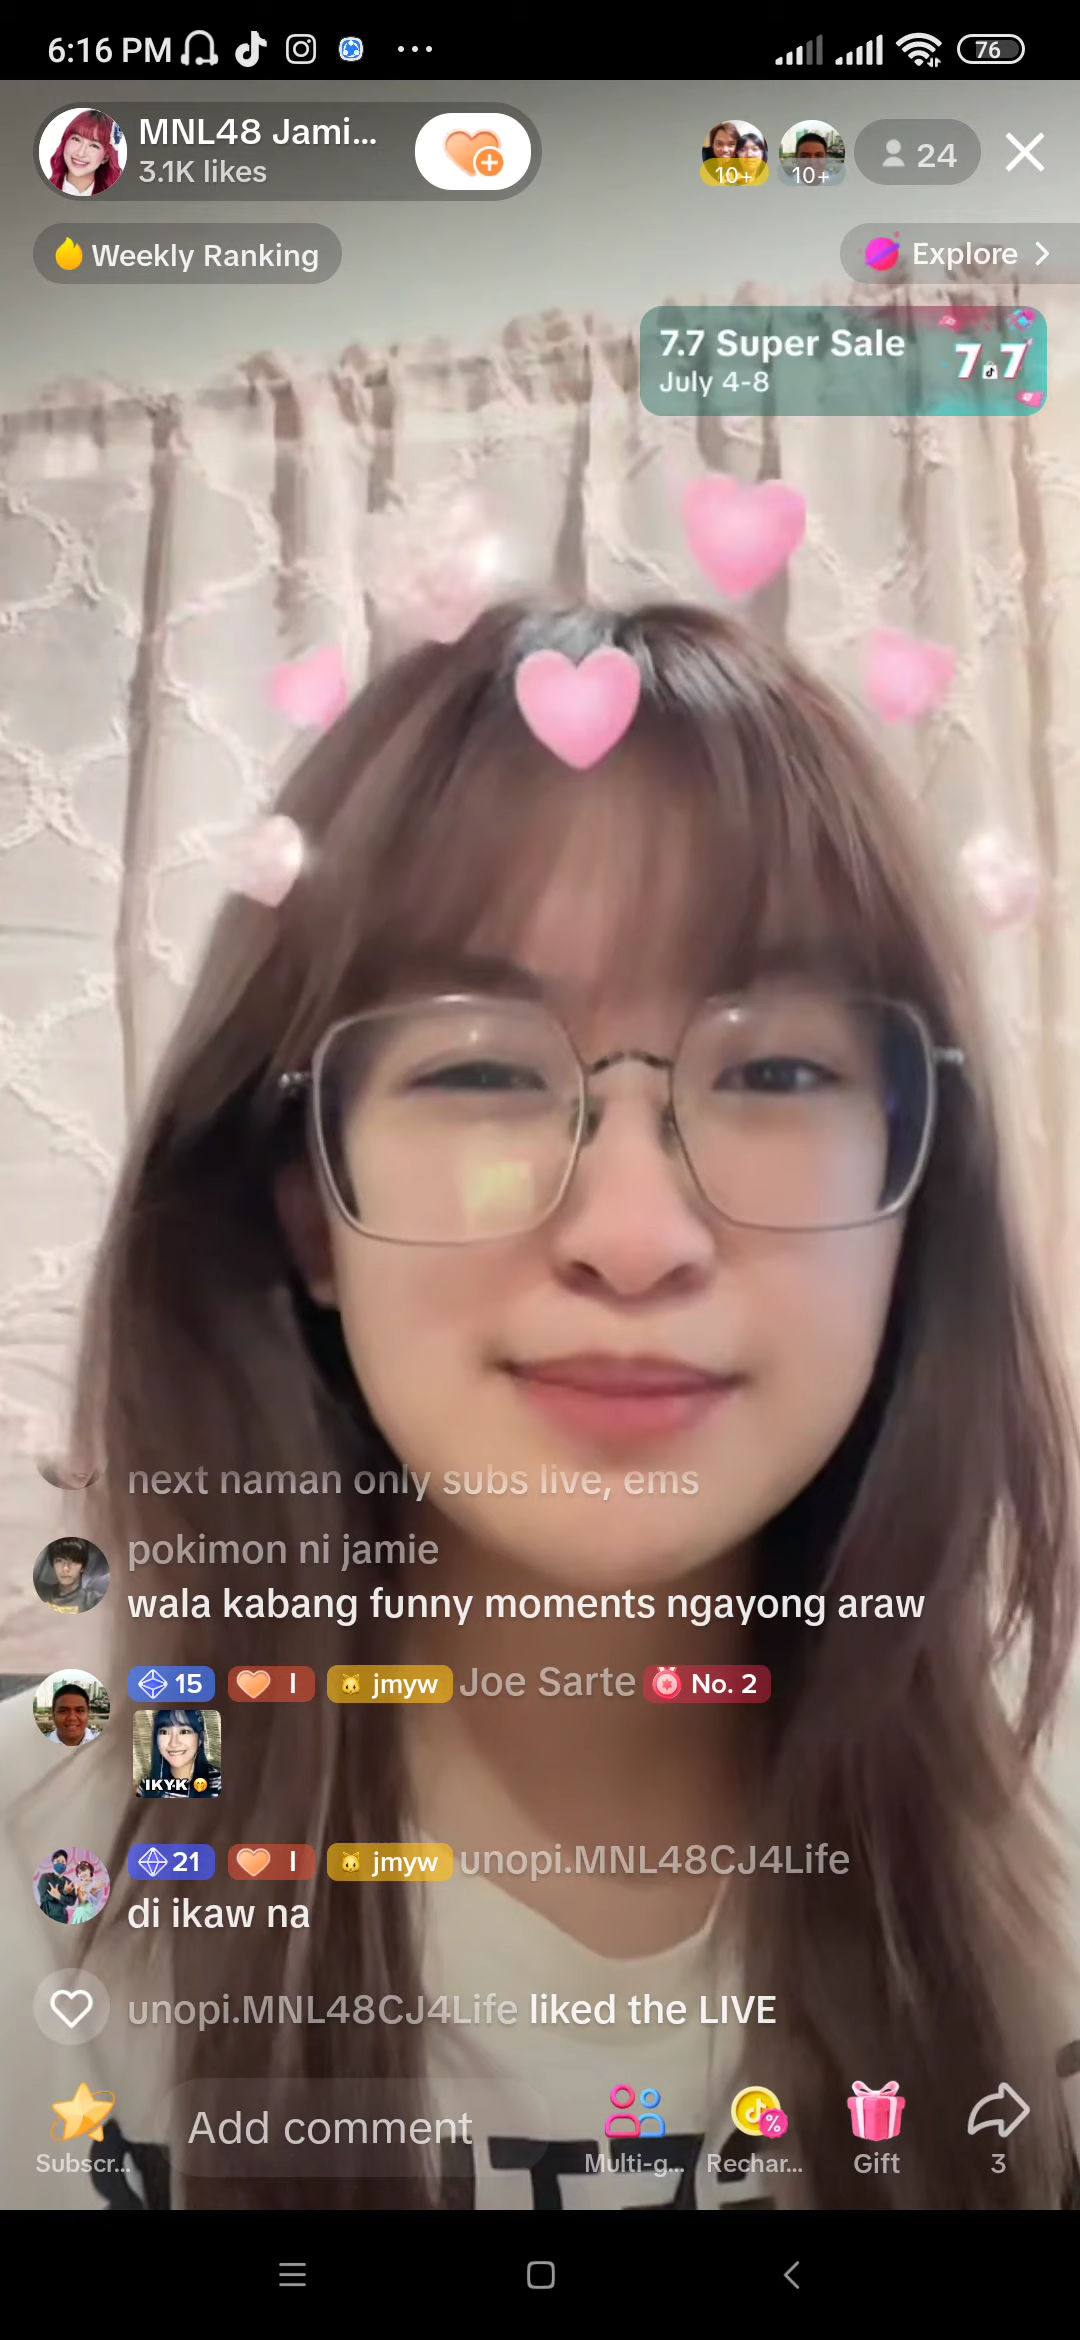 6:16 PM
76
MNL48 Jami...
3.1K likes
10+
10+
24
Weekly Ranking
Explore
7.7 Super Sale
July 4-8
7.7
next naman only subs live, ems
pokimon ni jamie
wala kabang funny moments ngayong araw
15 I jmyw Joe Sarte No. 2
IKYK
21 I jmyw unopi.MNL48CJ4Life
di ikaw na
unopi.MNL48CJ4Life liked the LIVE
Add comment
Subscr... Multi-g... Rechar... Gift 3